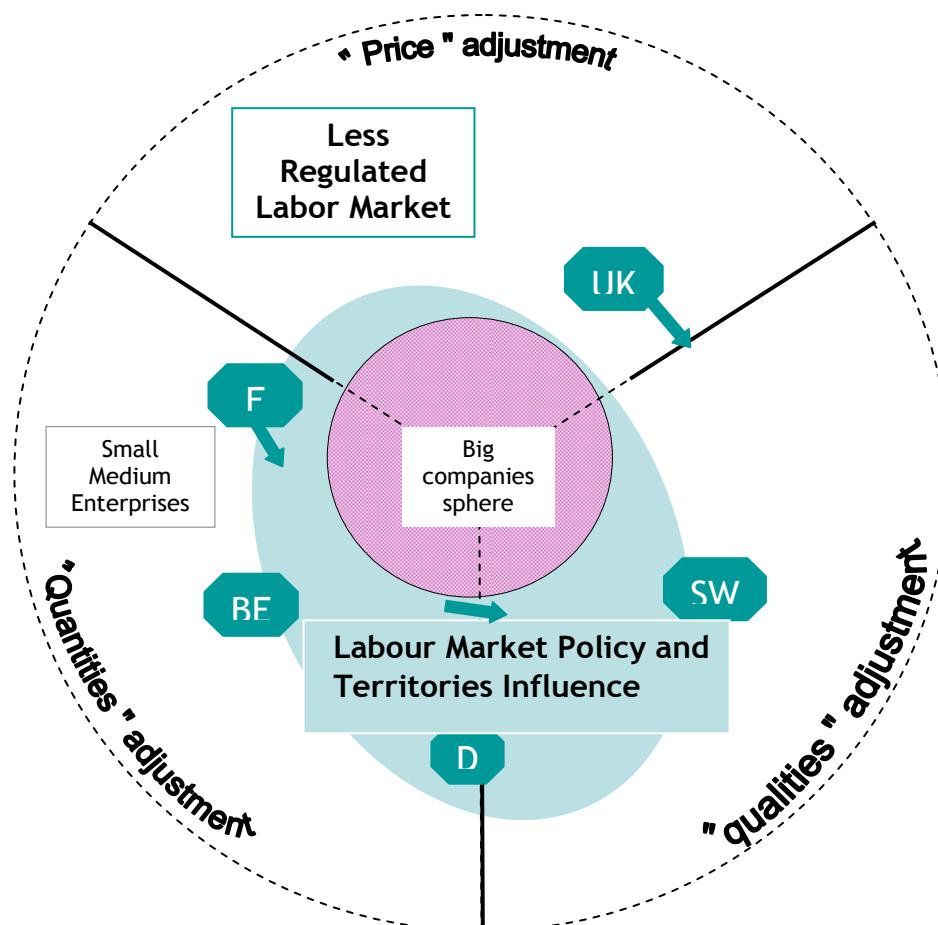 " Price " adjustment
Less
Regulated
Labor Market
UK
F
Small
Medium
Enterprises
Big
companies
sphere
BE
SW
Labour Market Policy and
Territories Influence
D
"Quantities " adjustment
" qualities " adjustment